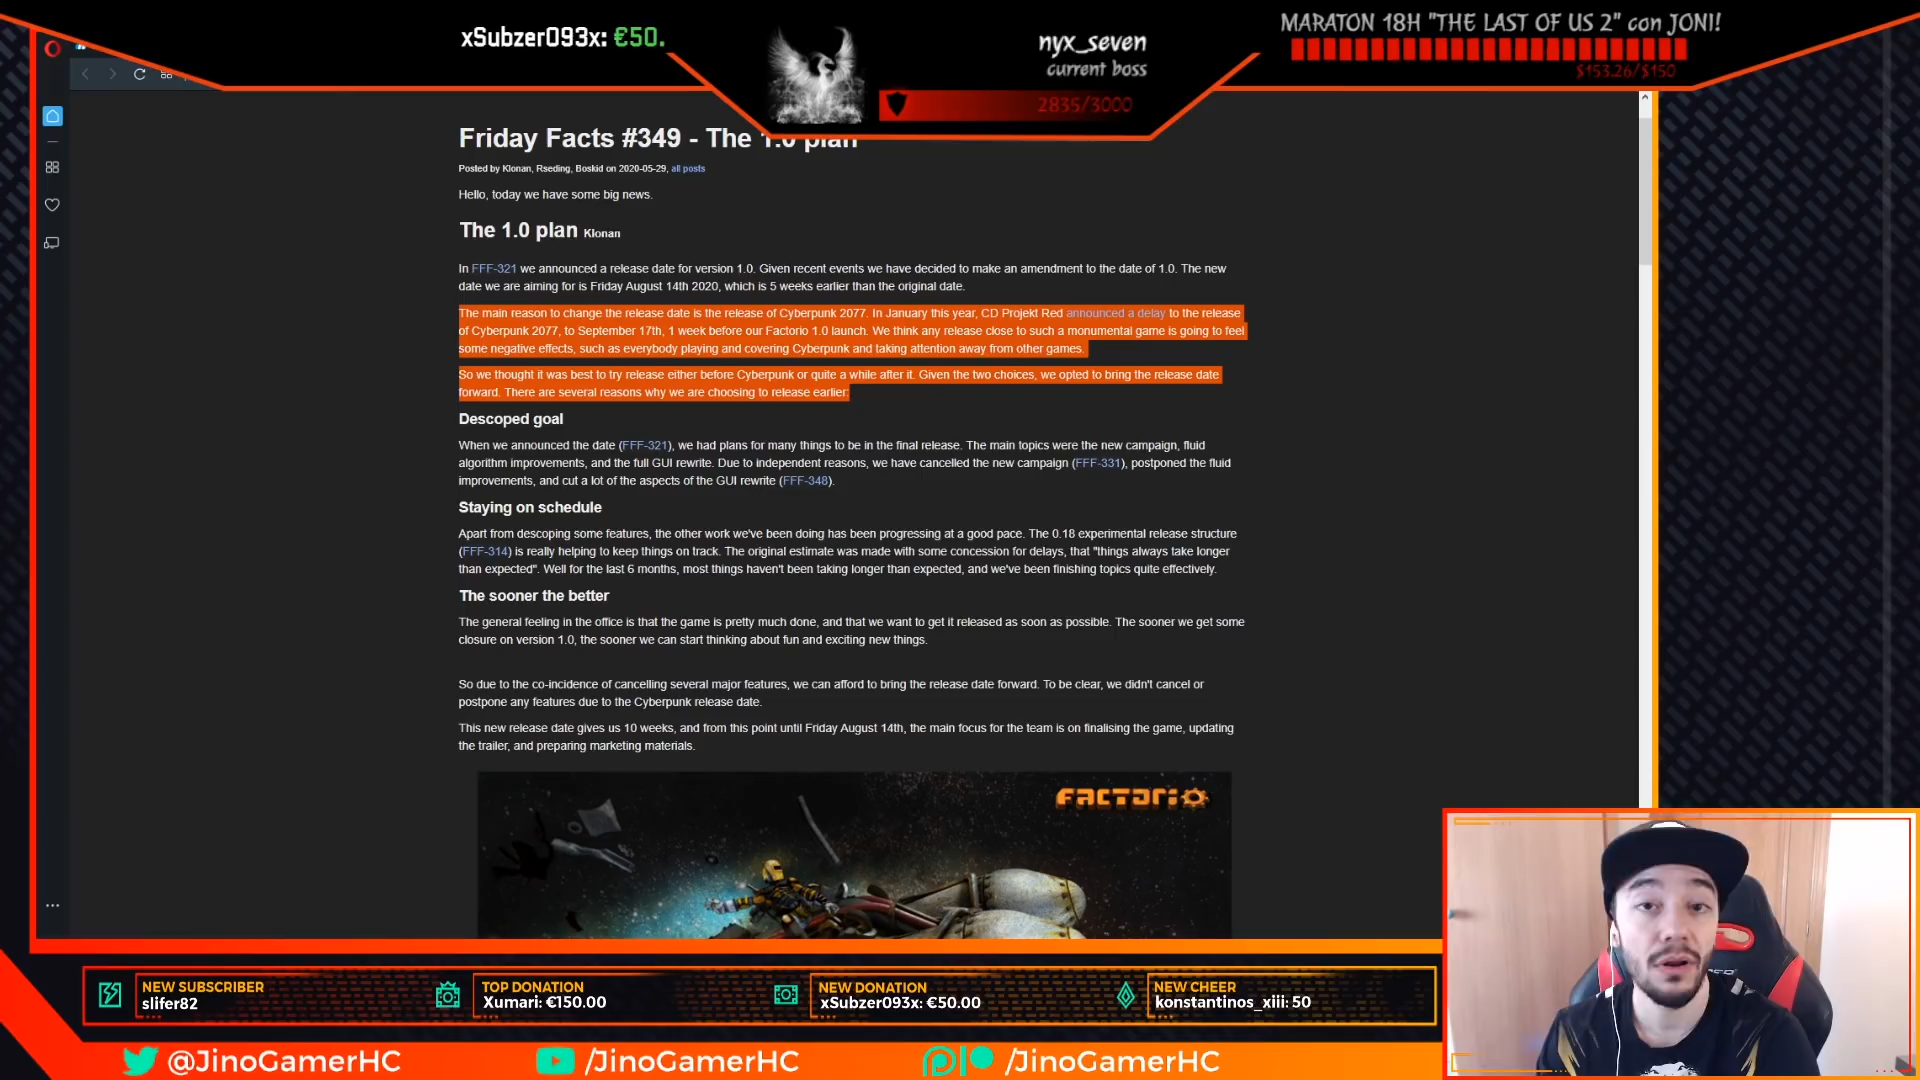 xSubzer093x: €50.
nyx_seven
current boss
2835/3000
MARATON 18H "THE LAST OF US 2" con JONI!
$153.26/$150
Friday Facts #349 - The 1.0 plan
Posted by Klonan, Rseding, Boskid on 2020-05-29, all posts
Hello, today we have some big news.
The 1.0 plan Klonan
In FFF-321 we announced a release date for version 1.0. Given recent events we have decided to make an amendment to the date of 1.0. The new
date we are aiming for is Friday August 14th 2020, which is 5 weeks earlier than the original date.
The main reason to change the release date is the release of Cyberpunk 2077. In January this year, CD Projekt Red announced a delay to the release
of Cyberpunk 2077, to September 17th, 1 week before our Factorio 1.0 launch. We think any release close to such a monumental game is going to feel
some negative effects, such as everybody playing and covering Cyberpunk and taking attention away from other games.
So we thought it was best to try release either before Cyberpunk or quite a while after it. Given the two choices, we opted to bring the release date
forward. There are several reasons why we are choosing to release earlier:
Descoped goal
When we announced the date (FFF-321), we had plans for many things to be in the final release. The main topics were the new campaign, fluid
algorithm improvements, and the full GUI rewrite. Due to independent reasons, we have cancelled the new campaign (FFF-331), postponed the fluid
improvements, and cut a lot of the aspects of the GUI rewrite (FFF-348).
Staying on schedule
Apart from descoping some features, the other work we've been doing has been progressing at a good pace. The 0.18 experimental release structure
(FFF-314) is really helping to keep things on track. The original estimate was made with some concession for delays, that "things always take longer
than expected". Well for the last 6 months, most things haven't been taking longer than expected, and we've been finishing topics quite effectively.
The sooner the better
The general feeling in the office is that the game is pretty much done, and that we want to get it released as soon as possible. The sooner we get some
closure on version 1.0, the sooner we can start thinking about fun and exciting new things.
So due to the co-incidence of cancelling several major features, we can afford to bring the release date forward. To be clear, we didn't cancel or
postpone any features due to the Cyberpunk release date.
This new release date gives us 10 weeks, and from this point until Friday August 14th, the main focus for the team is on finalising the game, updating
the trailer, and preparing marketing materials.
FACTORIO
NEW SUBSCRIBER
slifer82
TOP DONATION
Xumari: €150.00
NEW DONATION
xSubzer093x: €50.00
NEW CHEER
konstantinos_xiii: 50
@JinoGamerHC
/JinoGamerHC
/JinoGamerHC